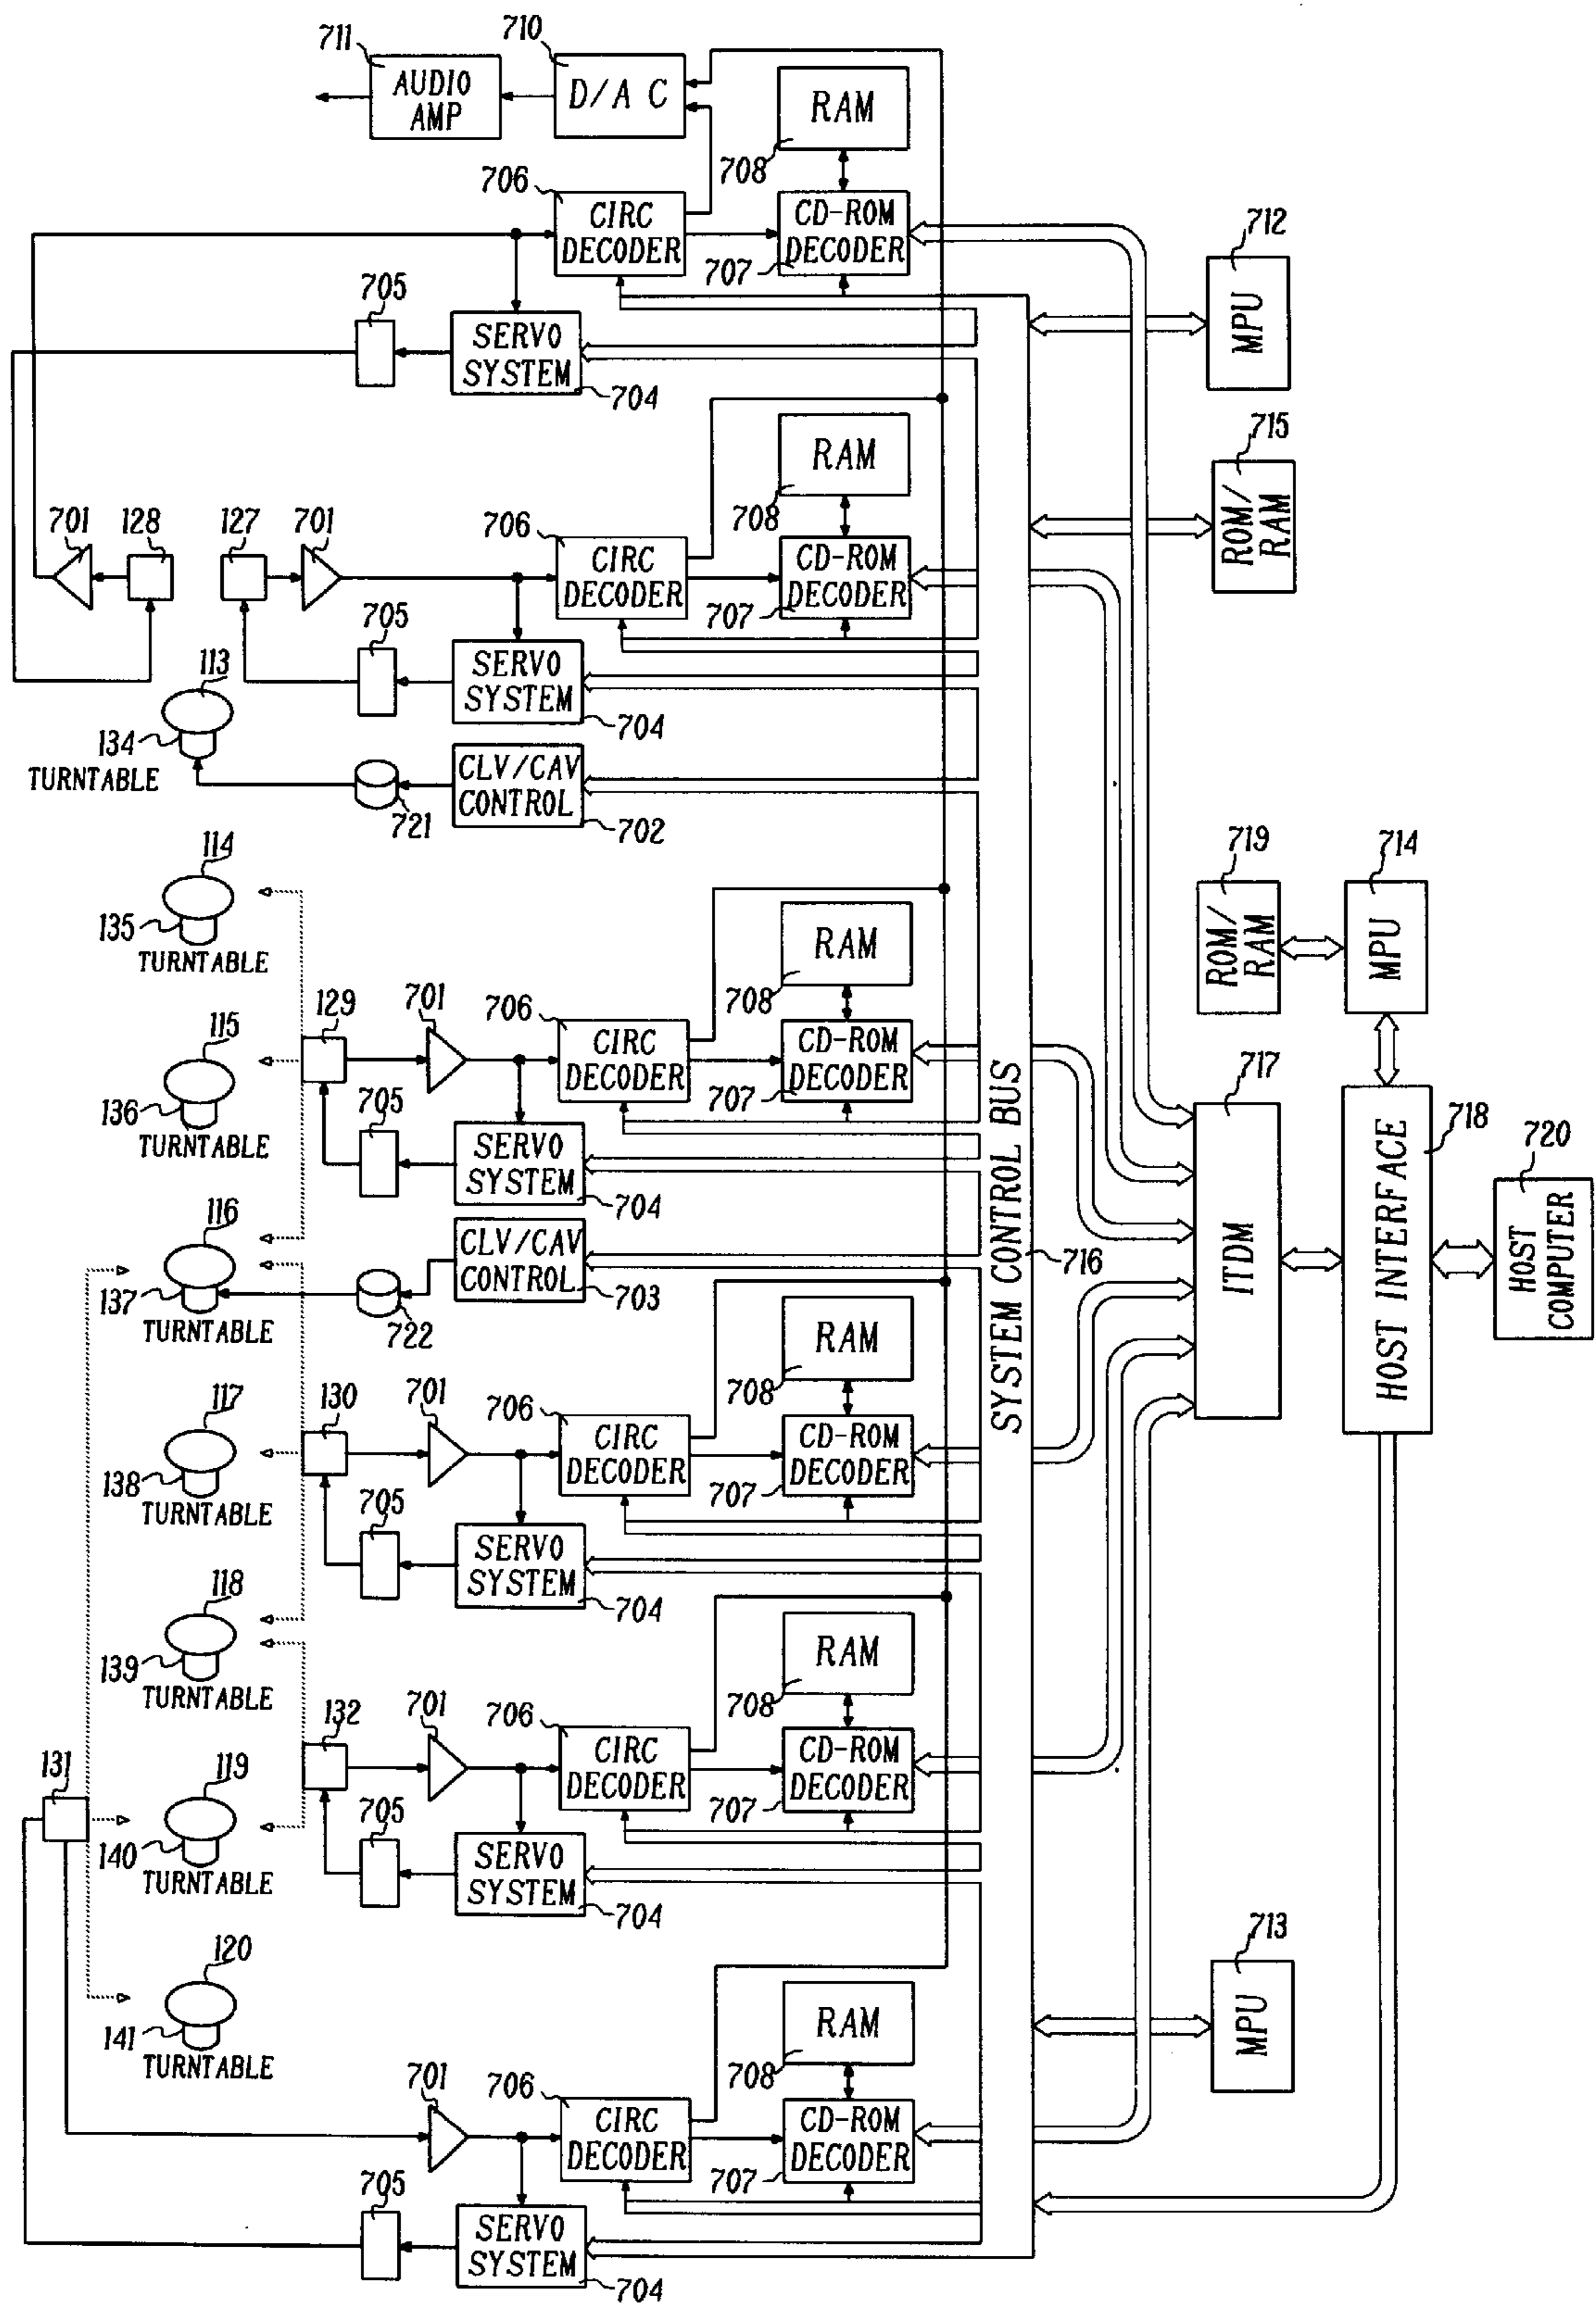 711
710
AUDIO
AMP
D/A C
RAM
708
706
CIRC
DECODER
CD-ROM
DECODER
707
712
MPU
705
SERVO
SYSTEM
704
715
ROM/
RAM
RAM
708
701
128
127
701
706
CIRC
DECODER
CD-ROM
DECODER
707
705
SERVO
SYSTEM
704
113
134
TURNTABLE
721
CLV/CAV
CONTROL
702
114
135
TURNTABLE
719
ROM/
RAM
714
MPU
RAM
708
129
701
706
CIRC
DECODER
CD-ROM
DECODER
707
115
136
TURNTABLE
705
SERVO
SYSTEM
704
SYSTEM CONTROL BUS
716
717
ITDM
HOST INTERFACE
718
720
HOST
COMPUTER
116
137
TURNTABLE
722
CLV/CAV
CONTROL
703
RAM
708
117
138
TURNTABLE
130
701
706
CIRC
DECODER
CD-ROM
DECODER
707
705
SERVO
SYSTEM
704
118
139
TURNTABLE
RAM
708
132
701
706
CIRC
DECODER
CD-ROM
DECODER
707
131
119
140
TURNTABLE
705
SERVO
SYSTEM
704
120
141
TURNTABLE
713
MPU
RAM
708
701
706
CIRC
DECODER
CD-ROM
DECODER
707
705
SERVO
SYSTEM
704